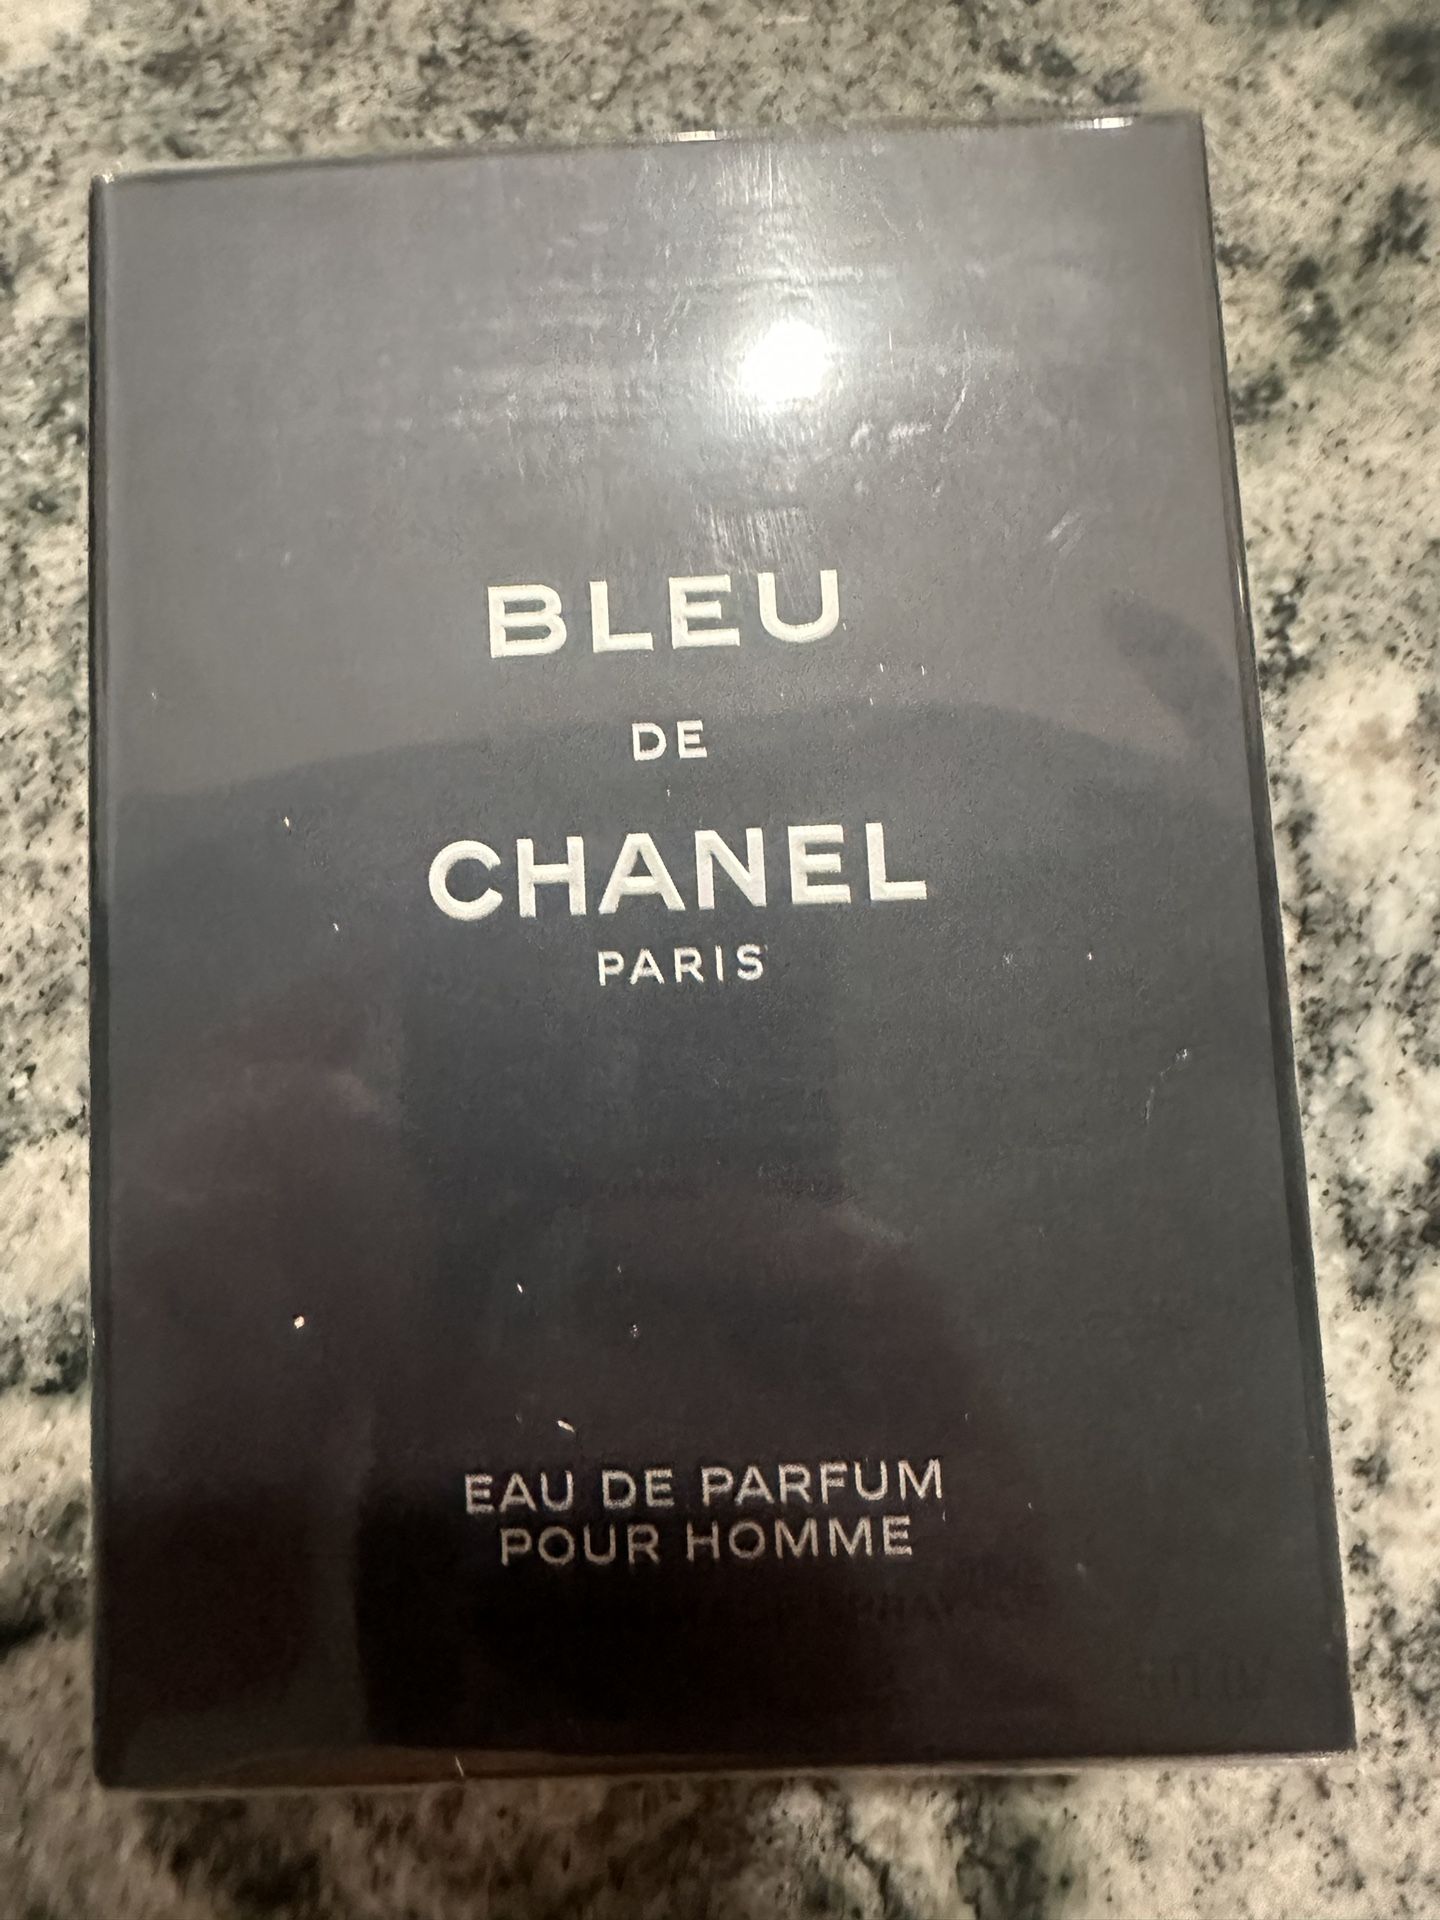 BLEU
DE
CHANEL
PARIS
EAU DE PARFUM
POUR HOMME